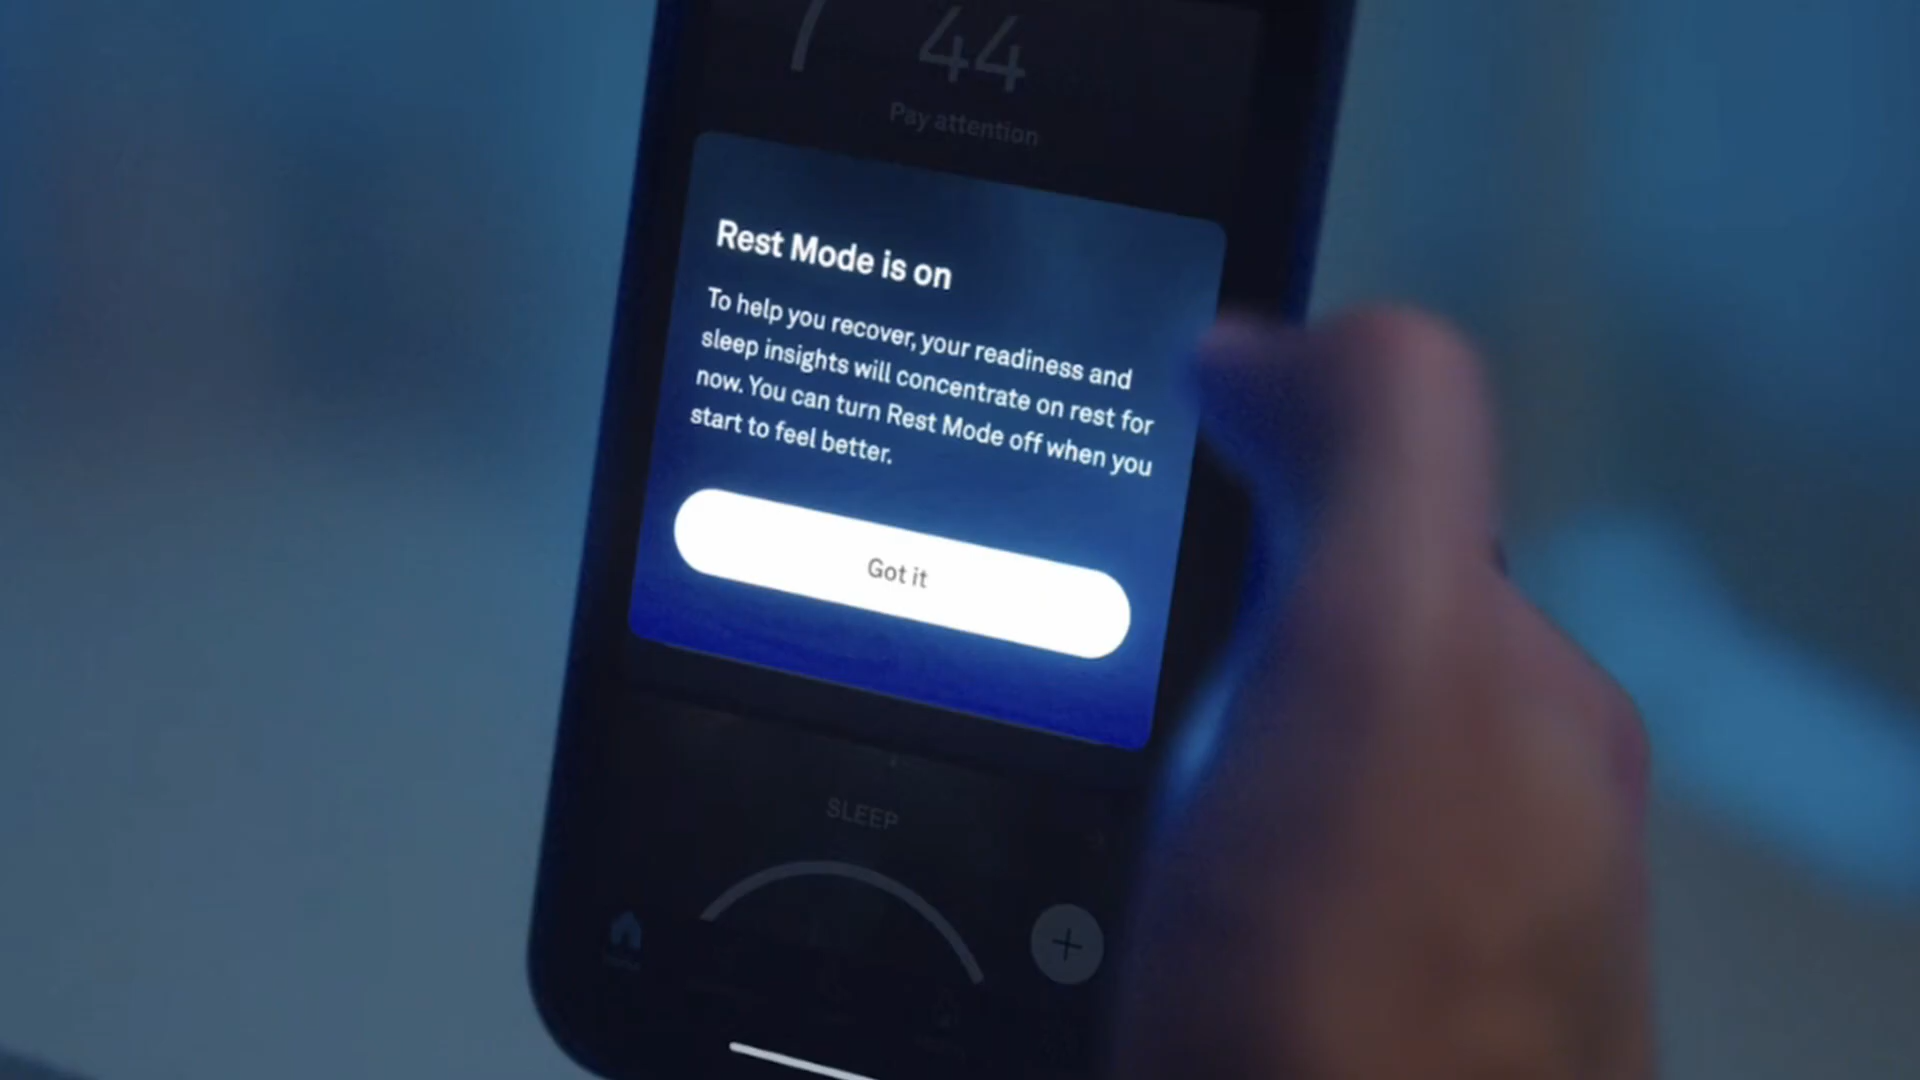 44
Pay attention
Rest Mode is on
To help you recover, your readiness and
sleep insights will concentrate on rest for
now. You can turn Rest Mode off when you
start to feel better.
Got it
SLEEP